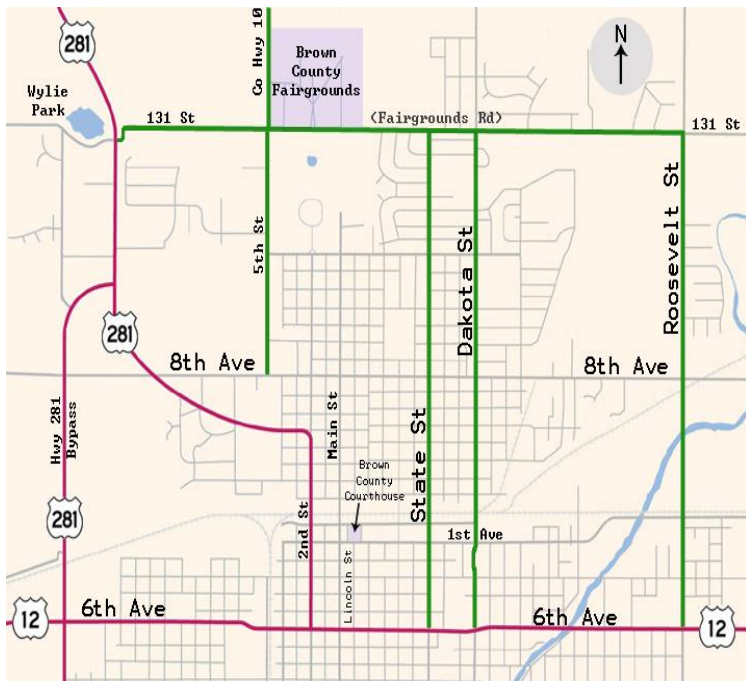 281
Co Hwy 10
Brown
County
Fairgrounds
N
Wylie
Park
131 St
(Fairgrounds Rd)
131 St
5th St
Dakota St
Roosevelt St
281
8th Ave
8th Ave
Hwy 281
Bypass
Main St
State St
Brown
County
Courthouse
281
2nd St
1st Ave
Lincoln St
12
6th Ave
6th Ave
12